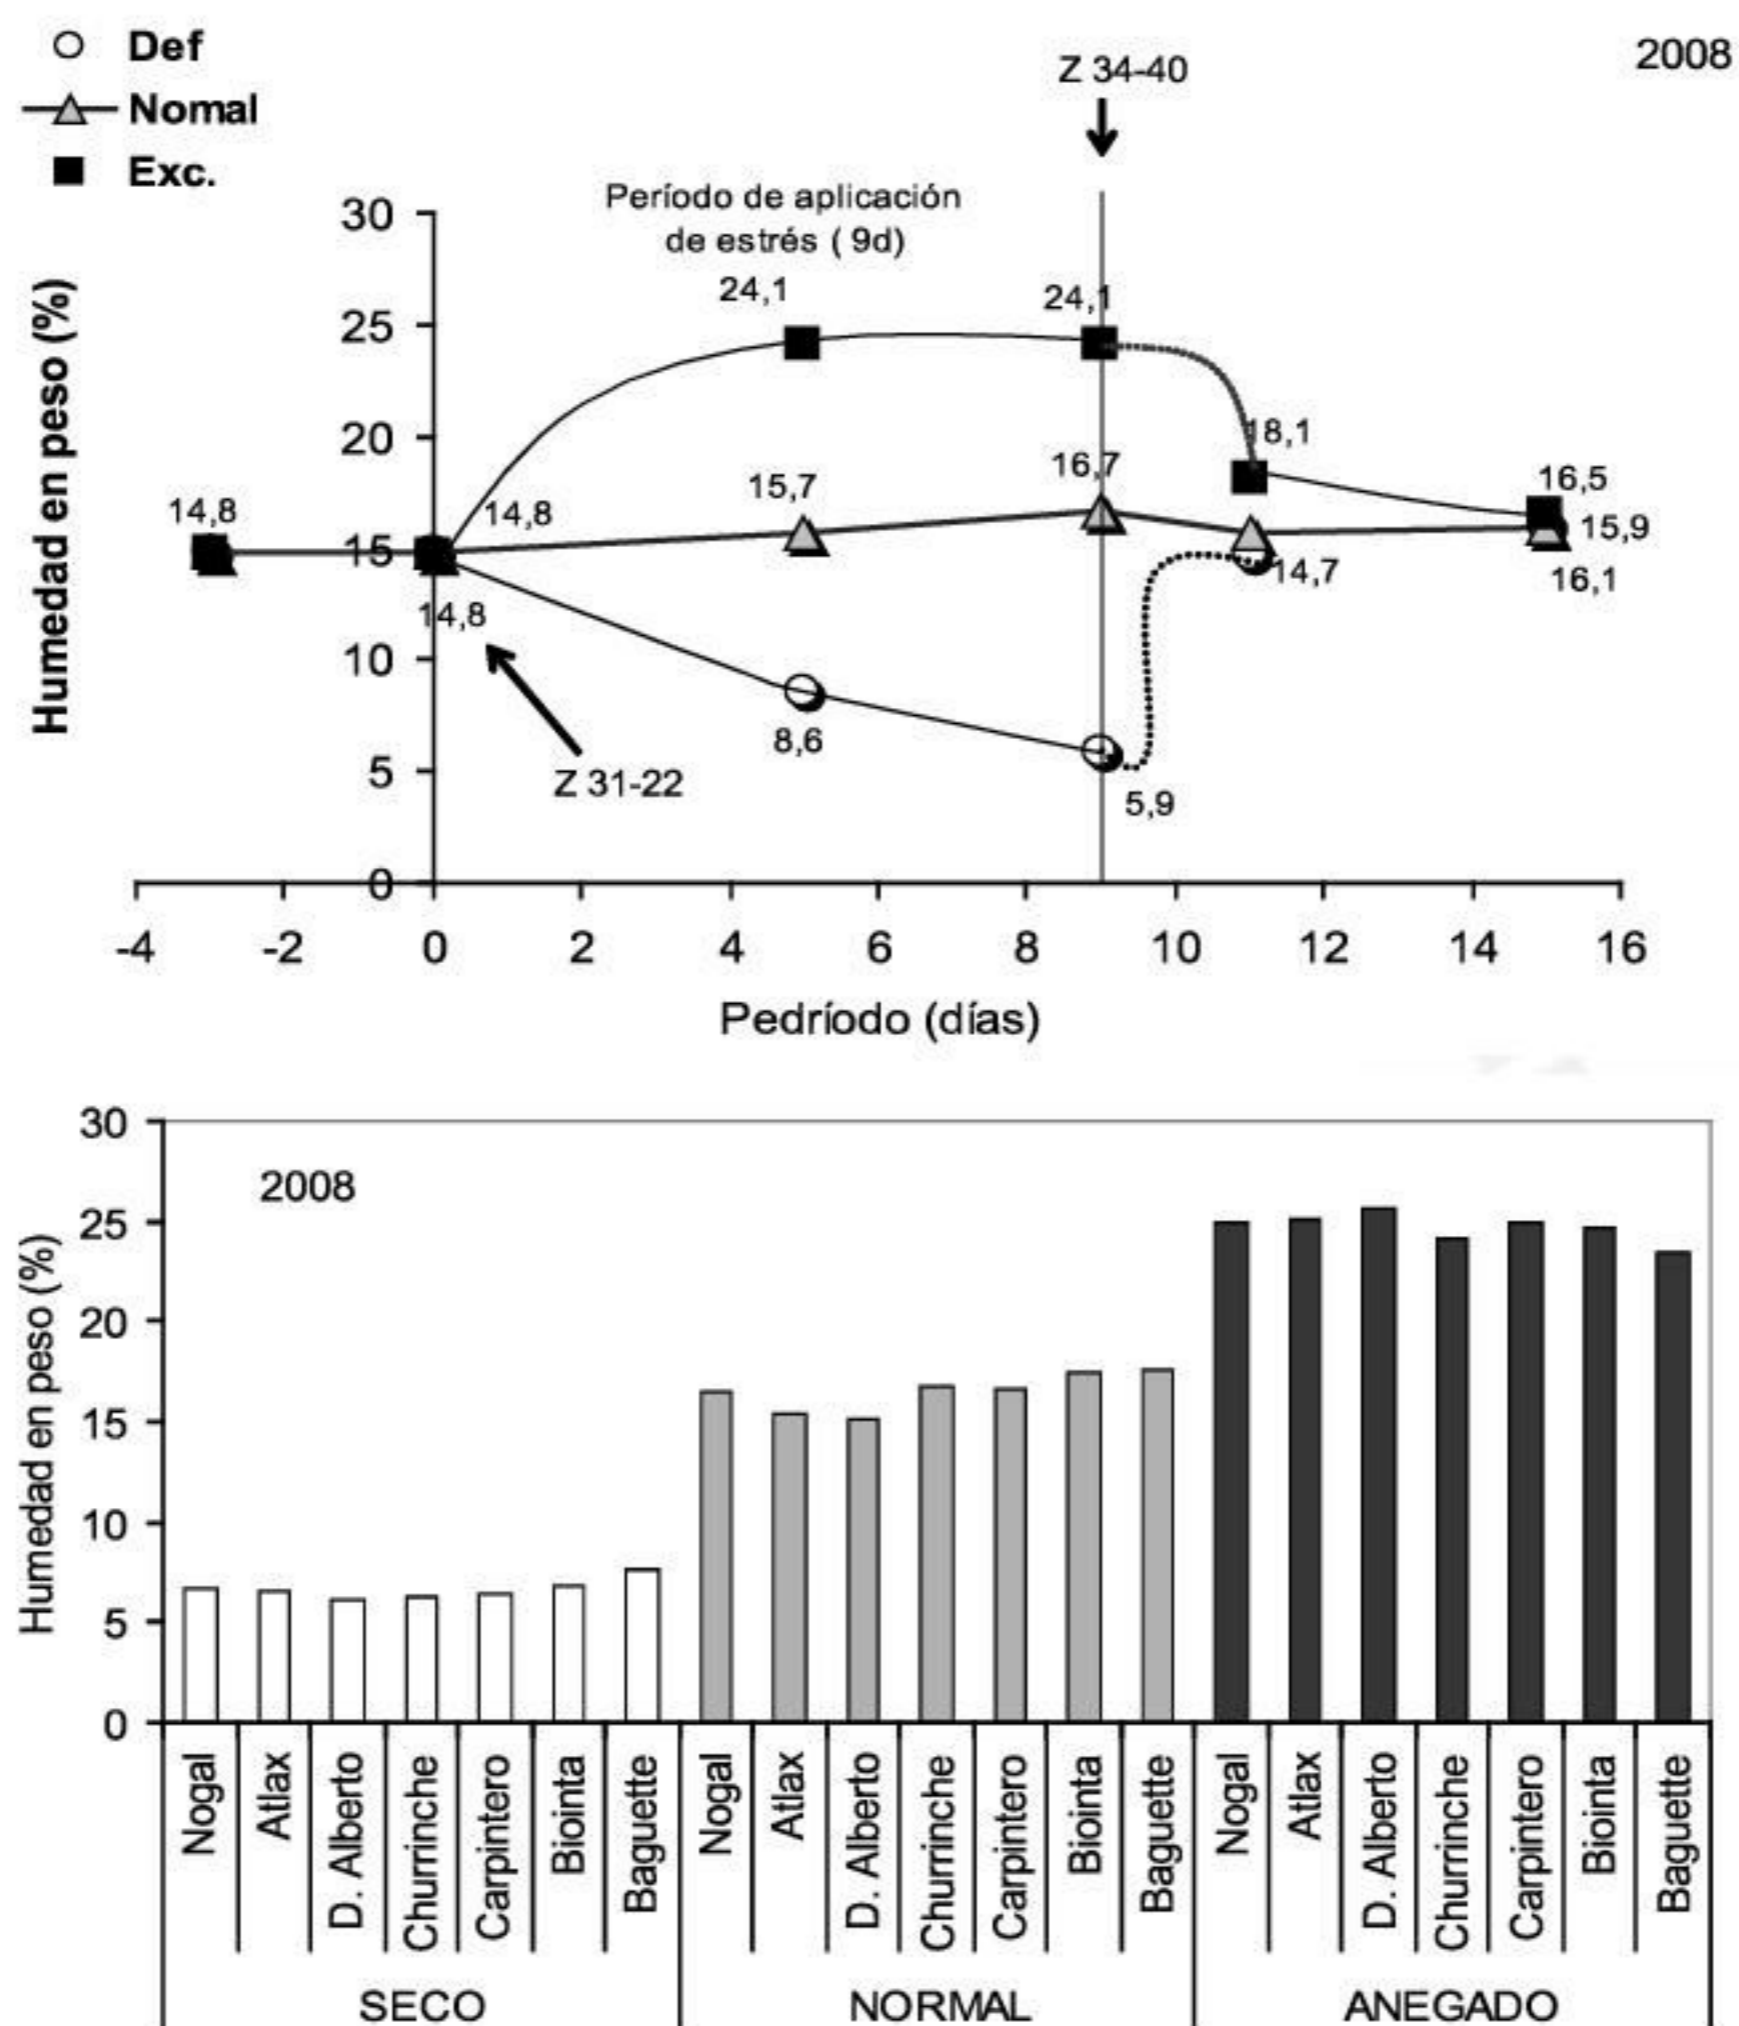 Def
Nomal
Exc.
2008
Z 34-40
Período de aplicación
de estrés ( 9d)
Humedad en peso (%)
30
25
20
15
10
5
0
24,1
24,1
18,1
16,7
15,7
16,5
15,9
16,1
14,8
14,8
14,8
14,7
8,6
5,9
Z 31-22
-4 -2 0 2 4 6 8 10 12 14 16
Pedríodo (días)
2008
Humedad en peso (%)
30
25
20
15
10
5
0
Nogal Atlax D. Alberto Churrinche Carpintero Biointa Baguette Nogal Atlax D. Alberto Churrinche Carpintero Biointa Baguette Nogal Atlax D. Alberto Churrinche Carpintero Biointa Baguette
SECO NORMAL ANEGADO